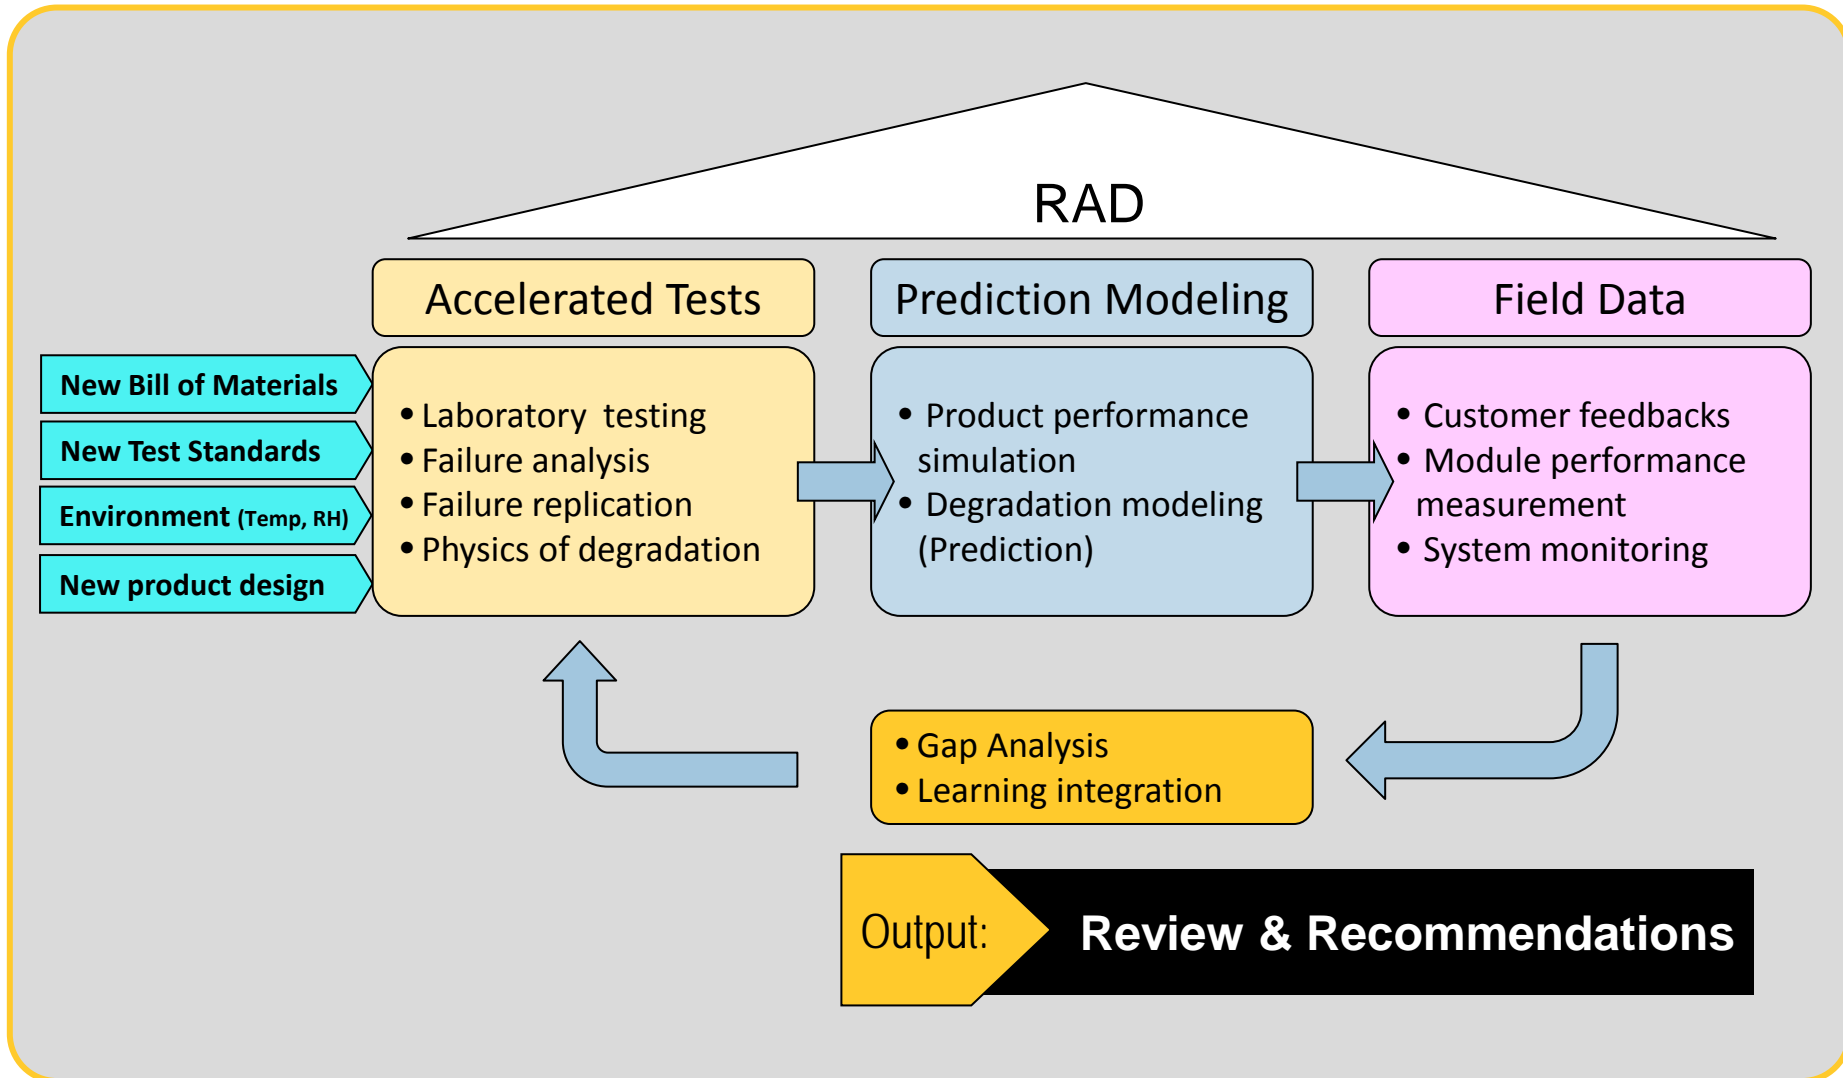 RAD
Accelerated Tests
Prediction Modeling
Field Data
New Bill of Materials
New Test Standards
Environment (Temp, RH)
New product design
• Laboratory testing
• Failure analysis
• Failure replication
• Physics of degradation
• Product performance
simulation
• Degradation modeling
(Prediction)
• Customer feedbacks
• Module performance
measurement
• System monitoring
• Gap Analysis
• Learning integration
Output:
Review & Recommendations